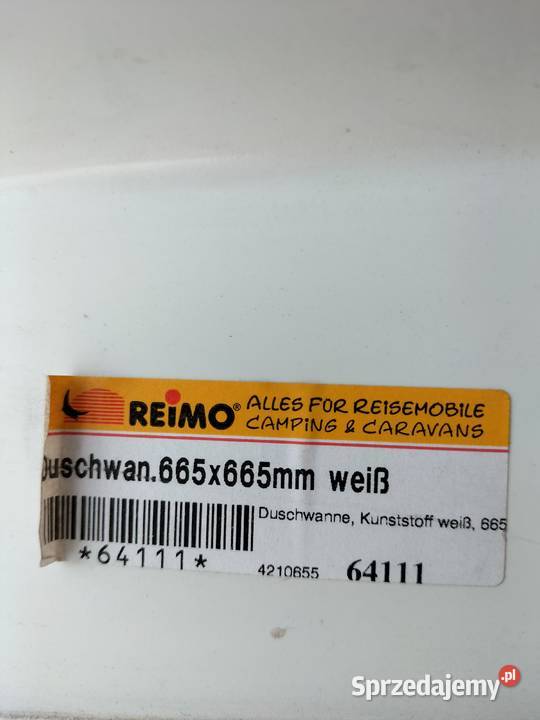 REIMO® ALLES FÜR REISEMOBILE
CAMPING & CARAVANS
Duschwan.665x665mm weiß
Duschwanne, Kunststoff weiß, 665
*64111*
4210655 64111
Sprzedajemy.pl